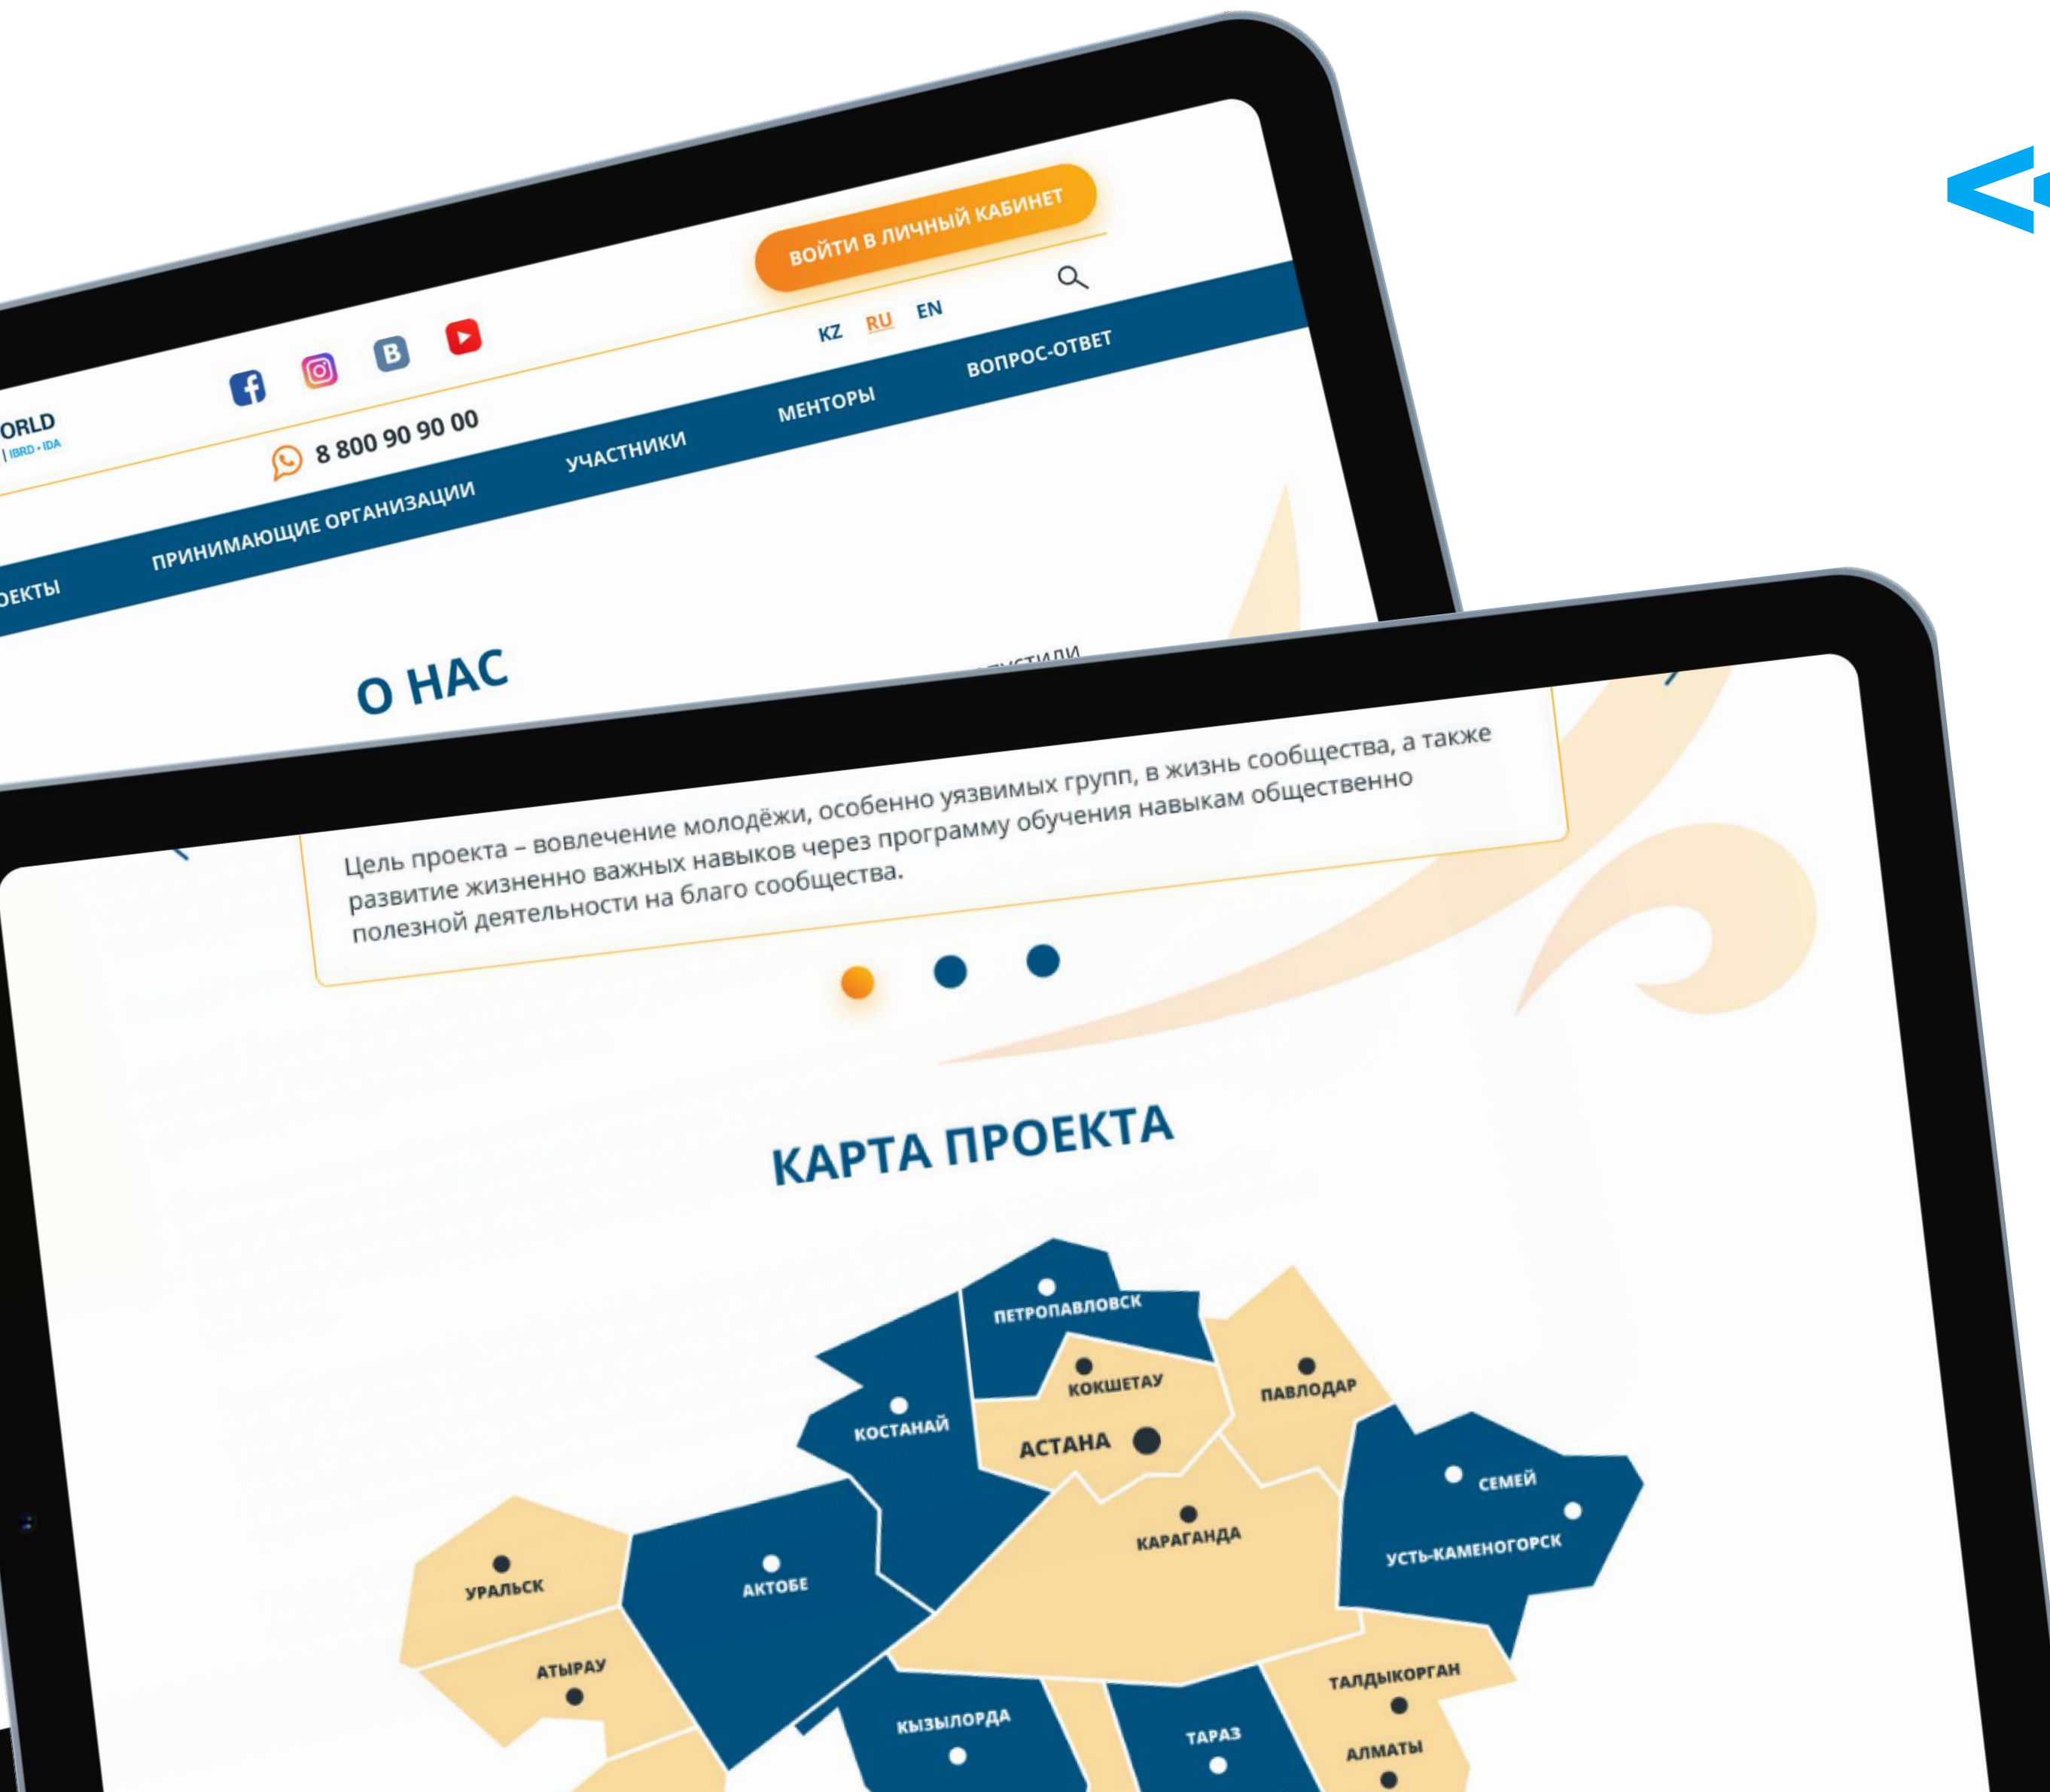 ВОЙТИ В ЛИЧНЫЙ КАБИНЕТ
KZ RU EN
ORLD
| IBRD • IDA
8 800 90 90 00
ОЕКТЫ ПРИНИМАЮЩИЕ ОРГАНИЗАЦИИ УЧАСТНИКИ МЕНТОРЫ ВОПРОС-ОТВЕТ
О НАС
Цель проекта – вовлечение молодёжи, особенно уязвимых групп, в жизнь сообщества, а также
развитие жизненно важных навыков через программу обучения навыкам общественно
полезной деятельности на благо сообщества.
КАРТА ПРОЕКТА
ПЕТРОПАВЛОВСК
КОКШЕТАУ
ПАВЛОДАР
КОСТАНАЙ
АСТАНА
СЕМЕЙ
КАРАГАНДА
УСТЬ-КАМЕНОГОРСК
УРАЛЬСК
АКТОБЕ
АТЫРАУ
ТАЛДЫКОРГАН
КЫЗЫЛОРДА
ТАРАЗ
АЛМАТЫ